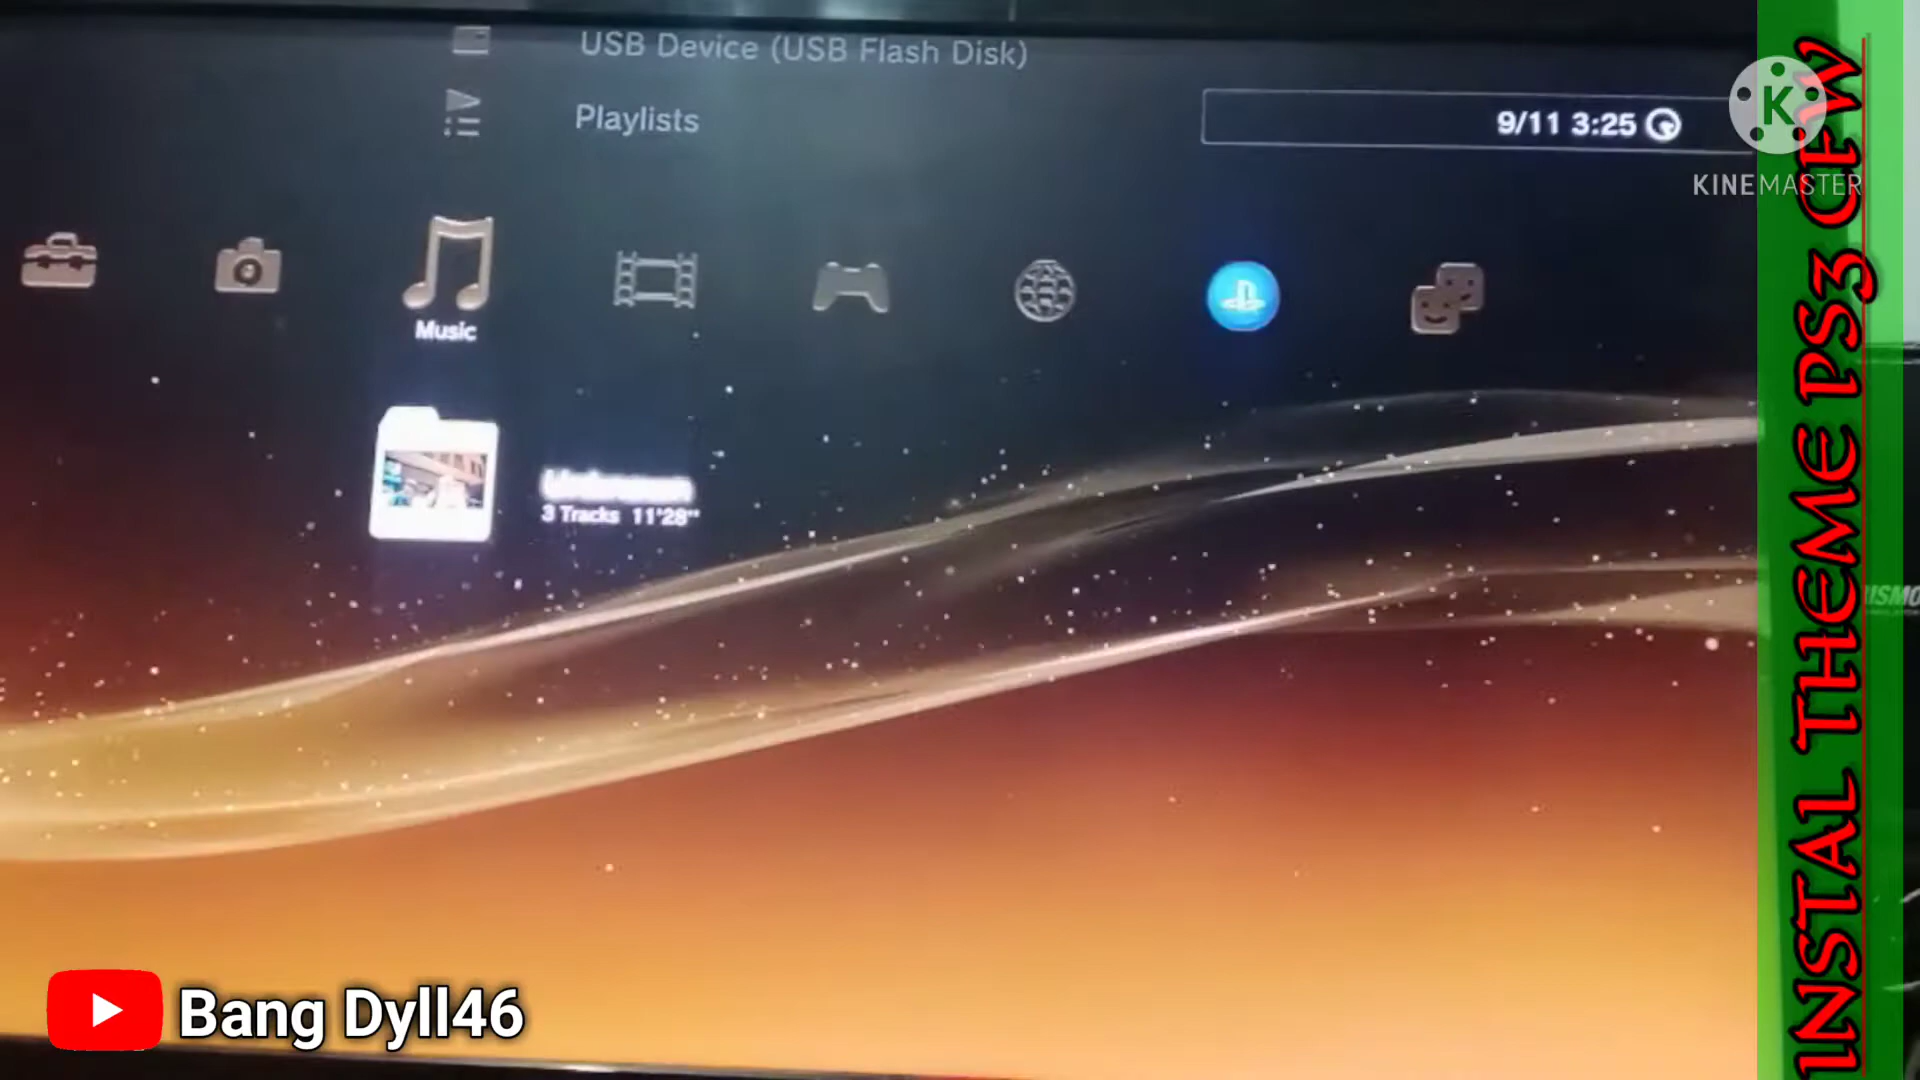 USB Device (USB Flash Disk)
Playlists
9/11 3:25
K
KINEMASTER
Music
Unknown
3 Tracks 11'28"
INSTAL THEME PS3 CFW
Bang Dyll46